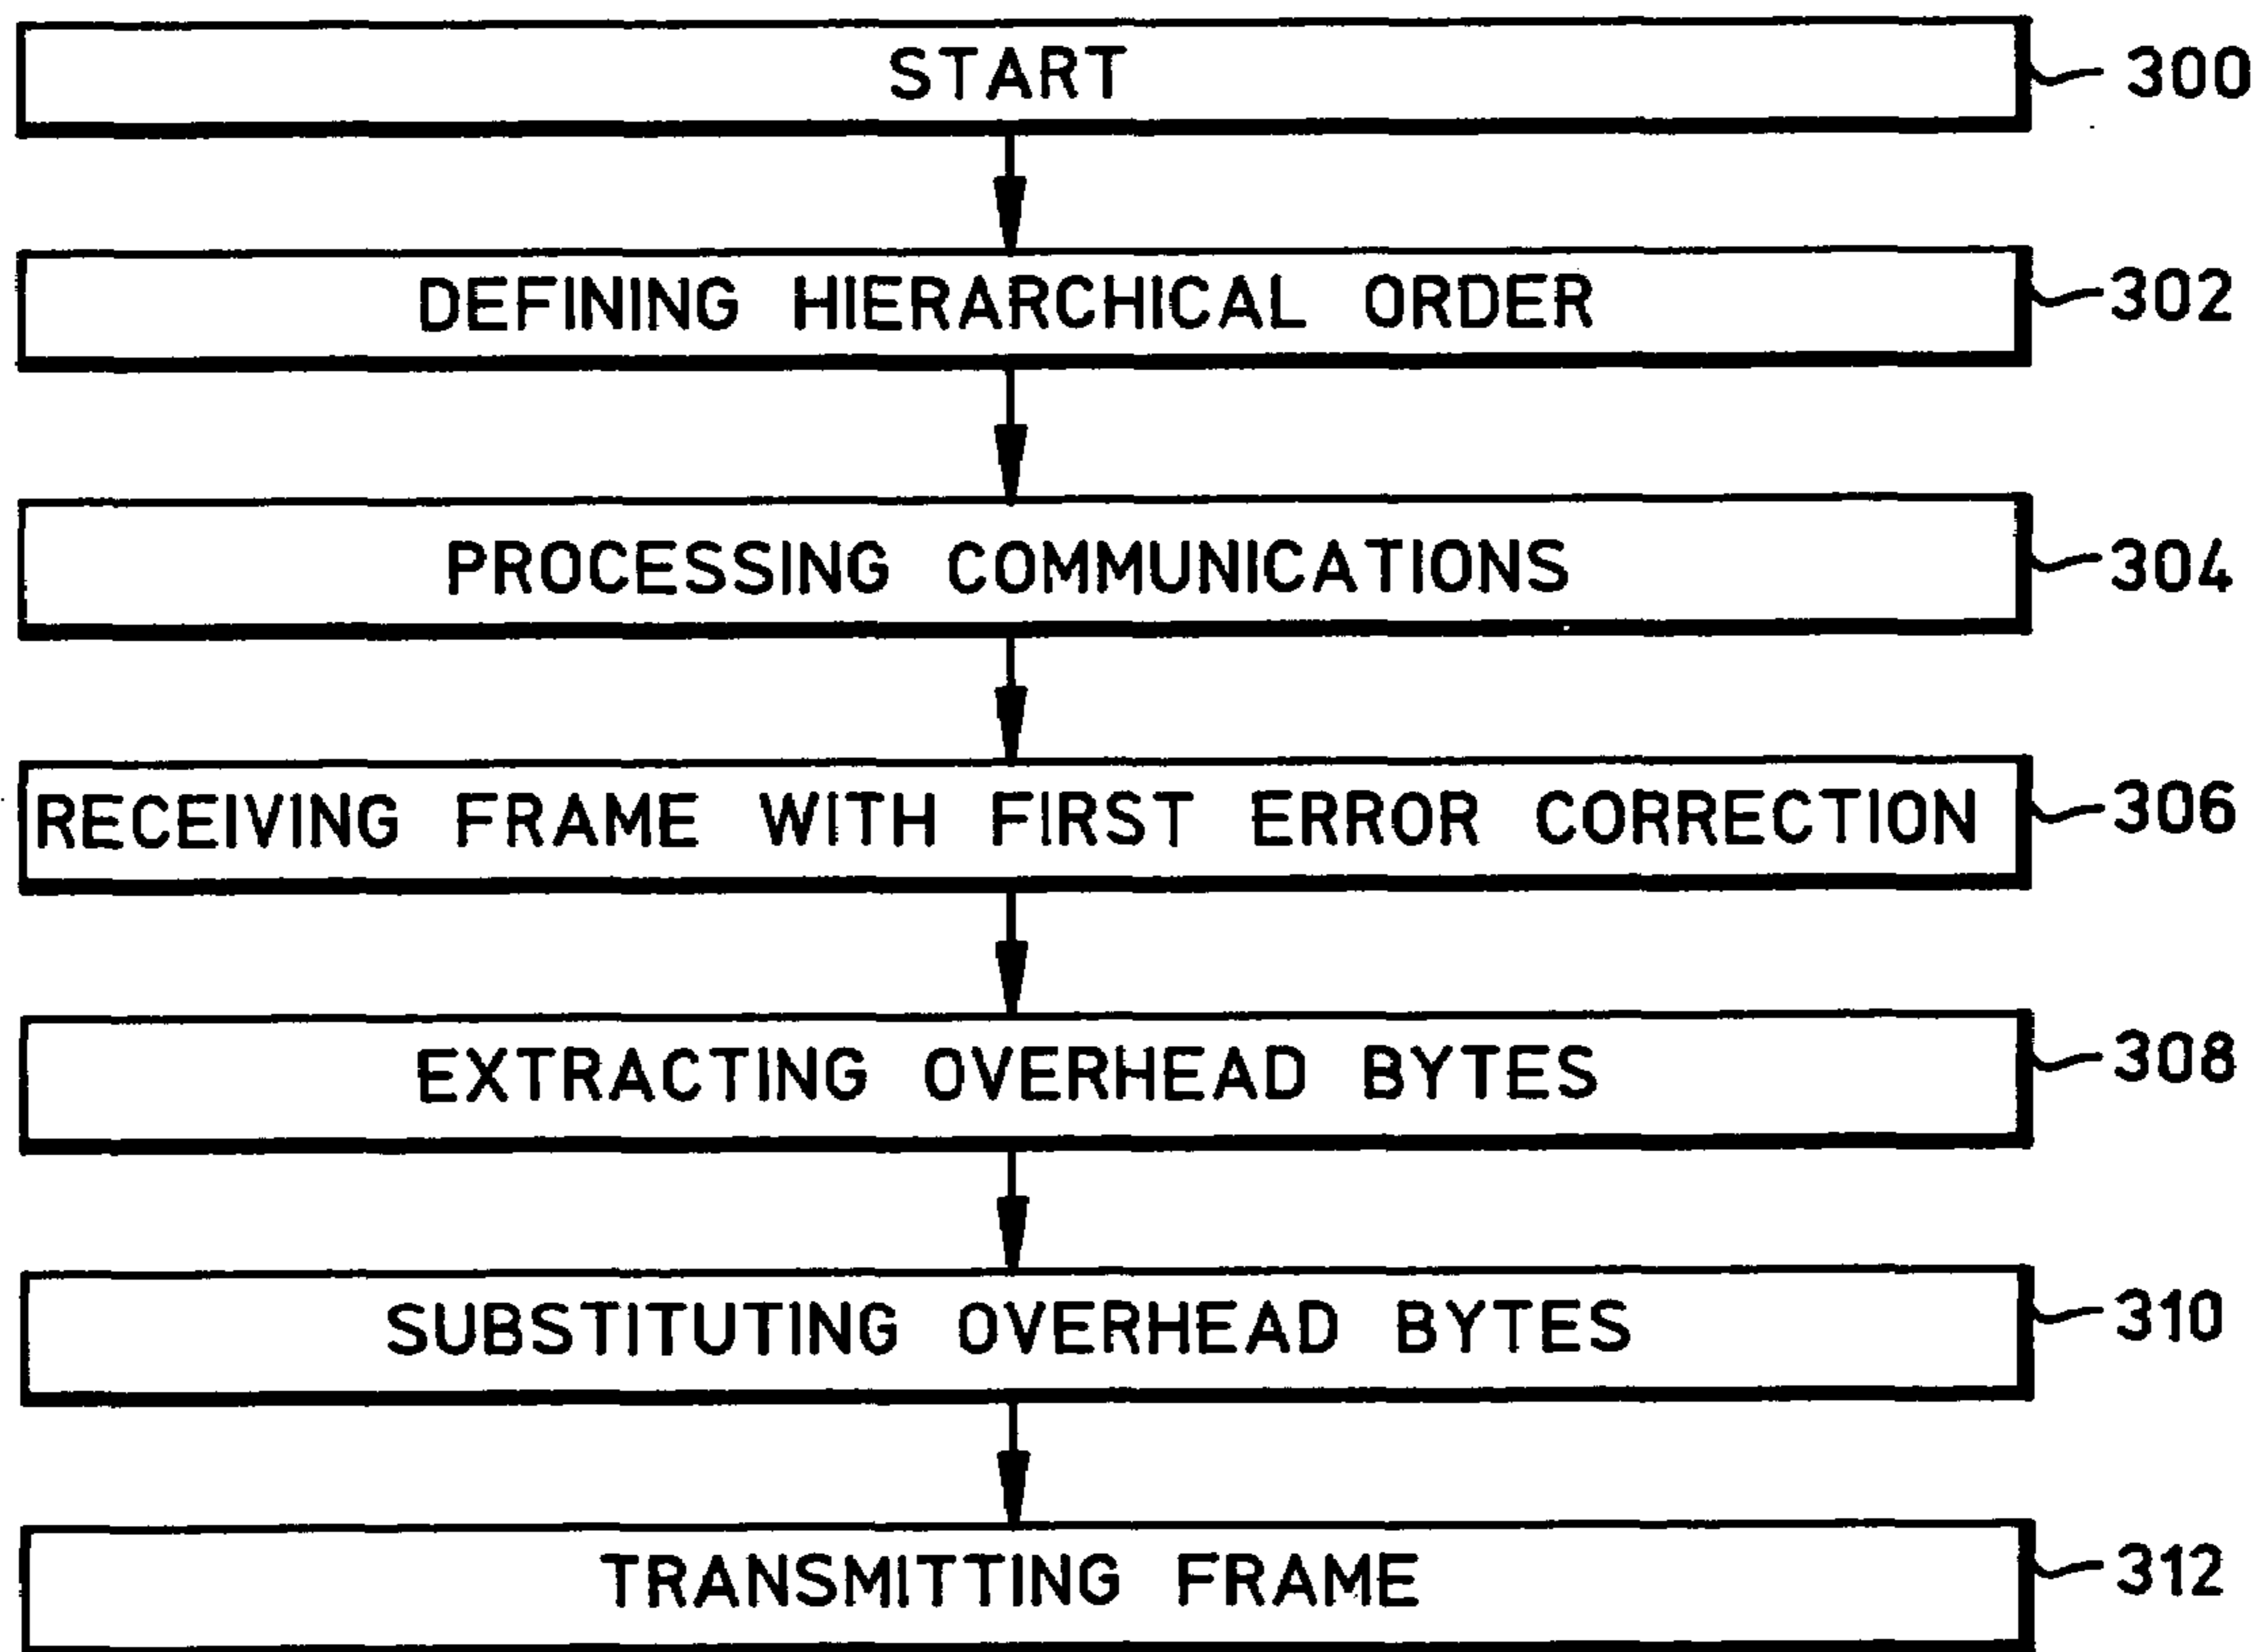 START 300
DEFINING HIERARCHICAL ORDER 302
PROCESSING COMMUNICATIONS 304
RECEIVING FRAME WITH FIRST ERROR CORRECTION 306
EXTRACTING OVERHEAD BYTES 308
SUBSTITUTING OVERHEAD BYTES 310
TRANSMITTING FRAME 312